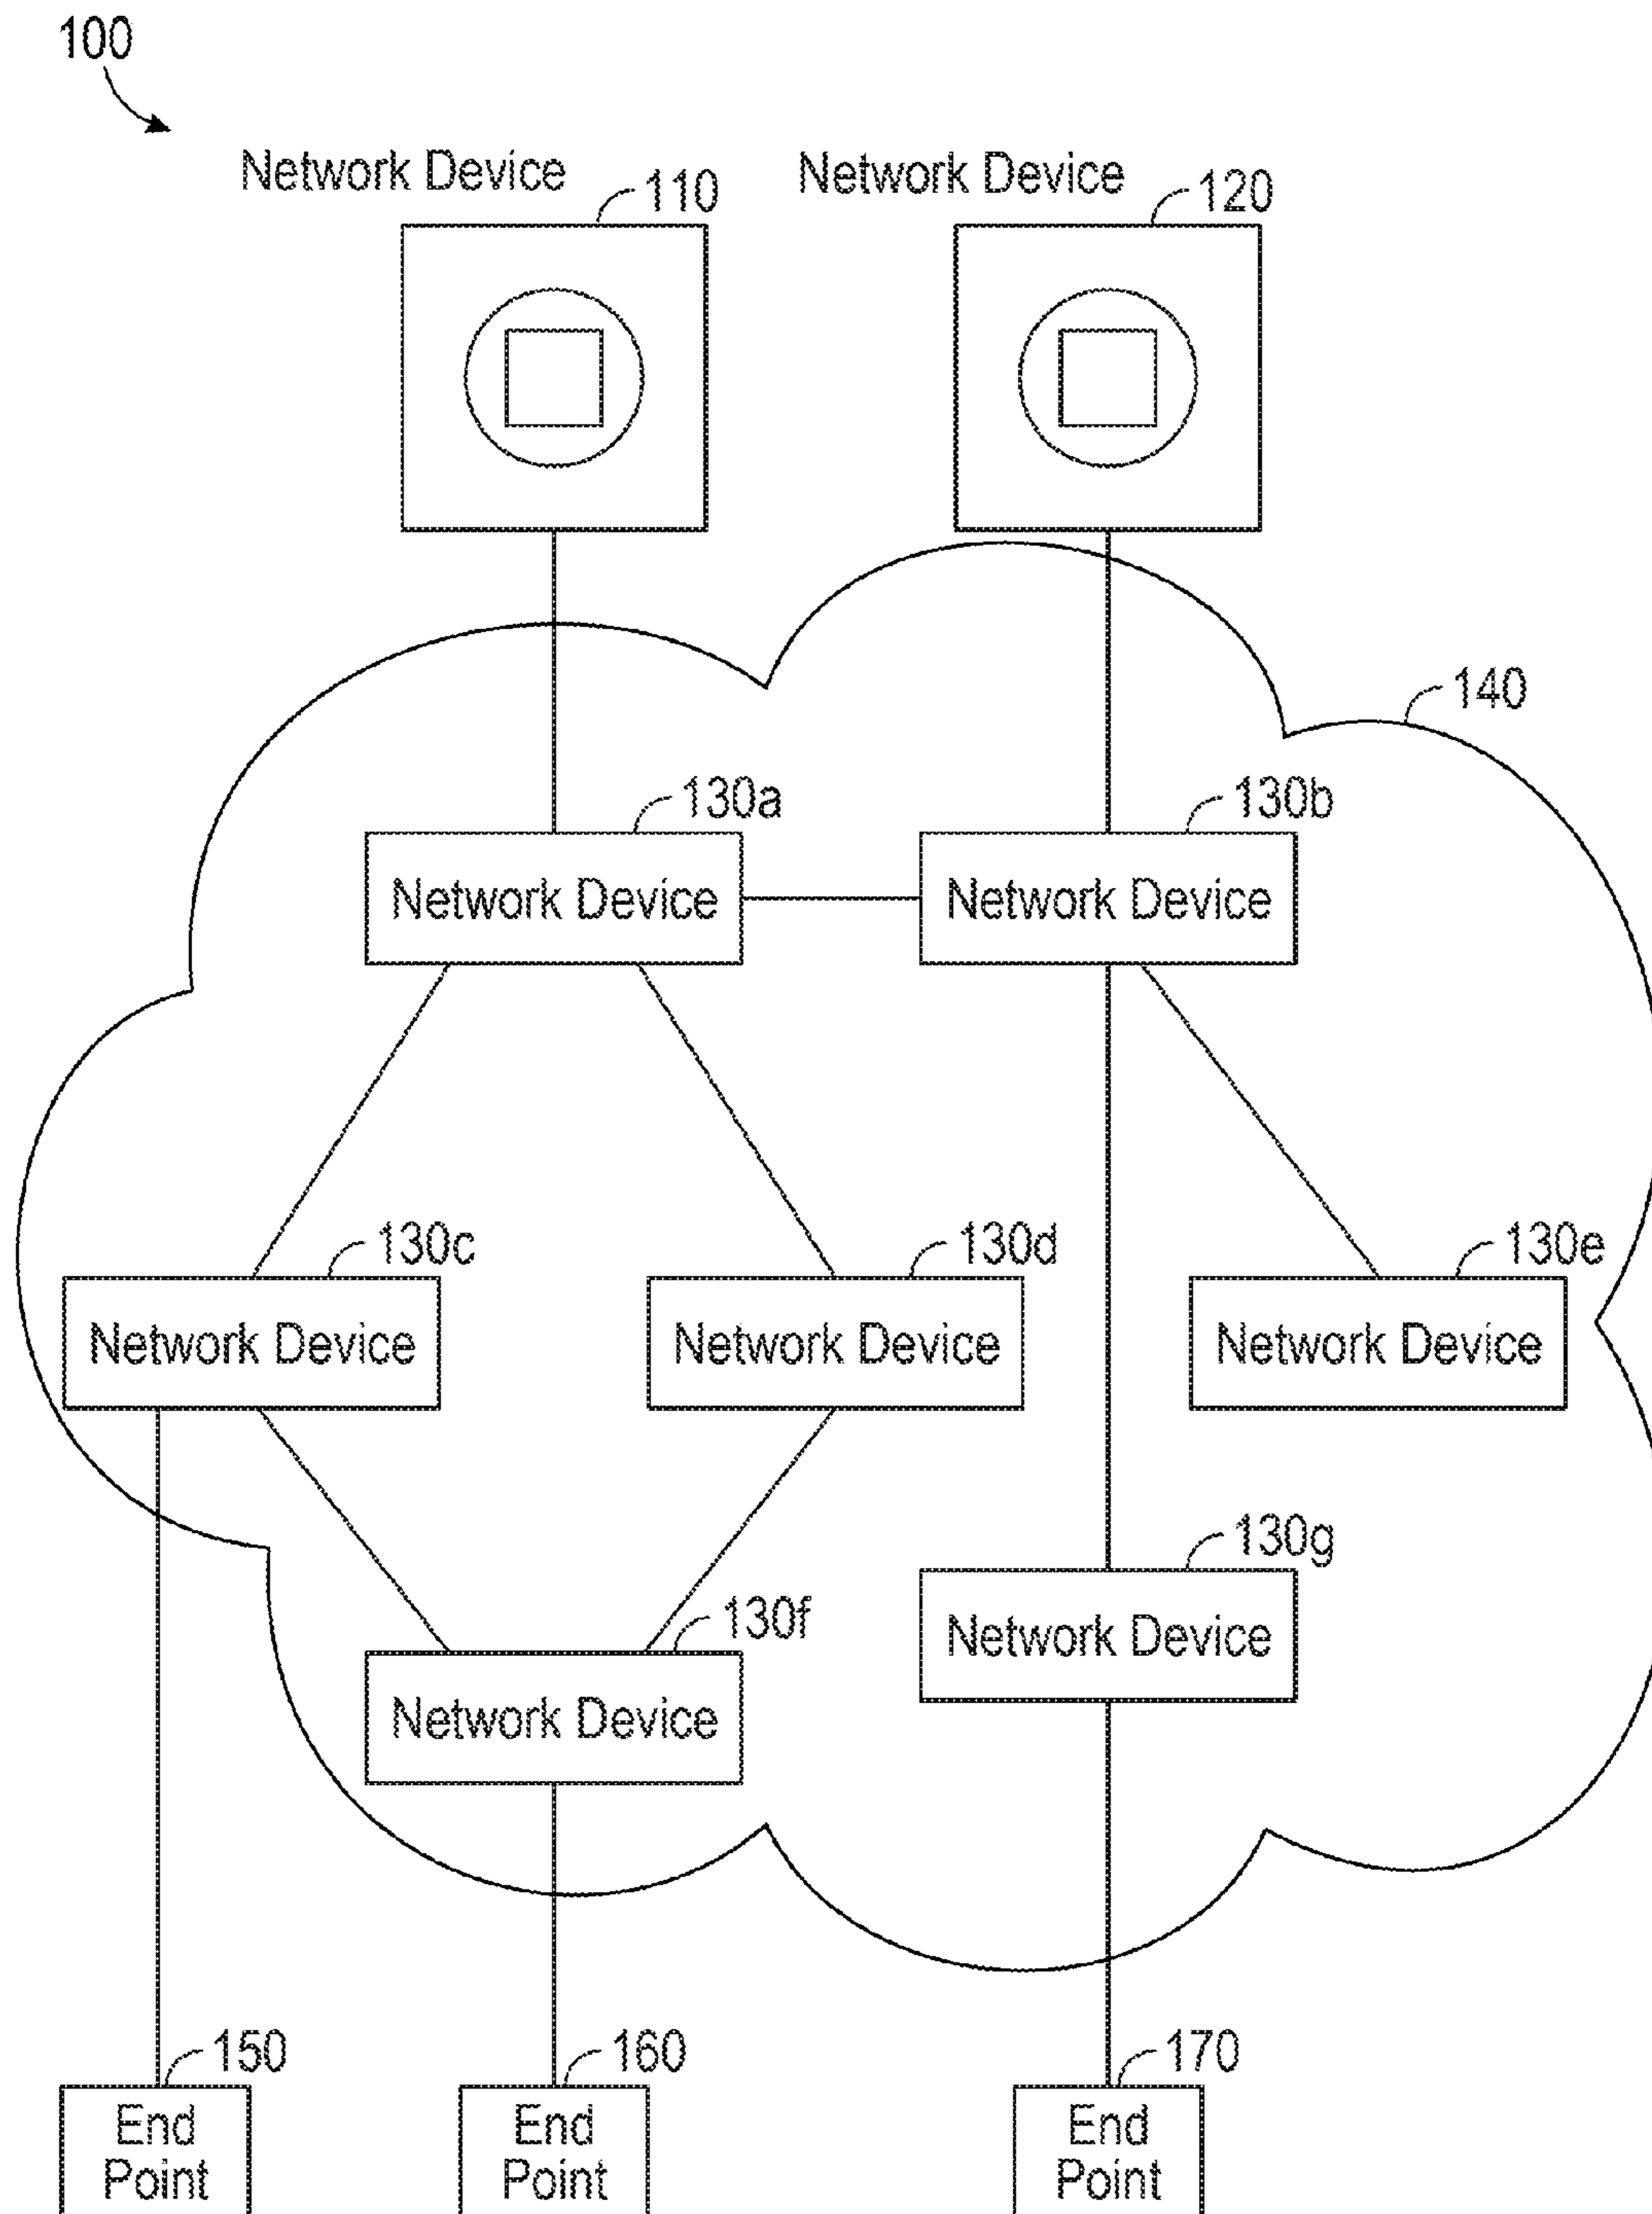 100
Network Device
110
Network Device
120
140
130a
130b
Network Device
Network Device
130c
130d
130e
Network Device
Network Device
Network Device
130g
Network Device
130f
Network Device
150
160
170
End
Point
End
Point
End
Point